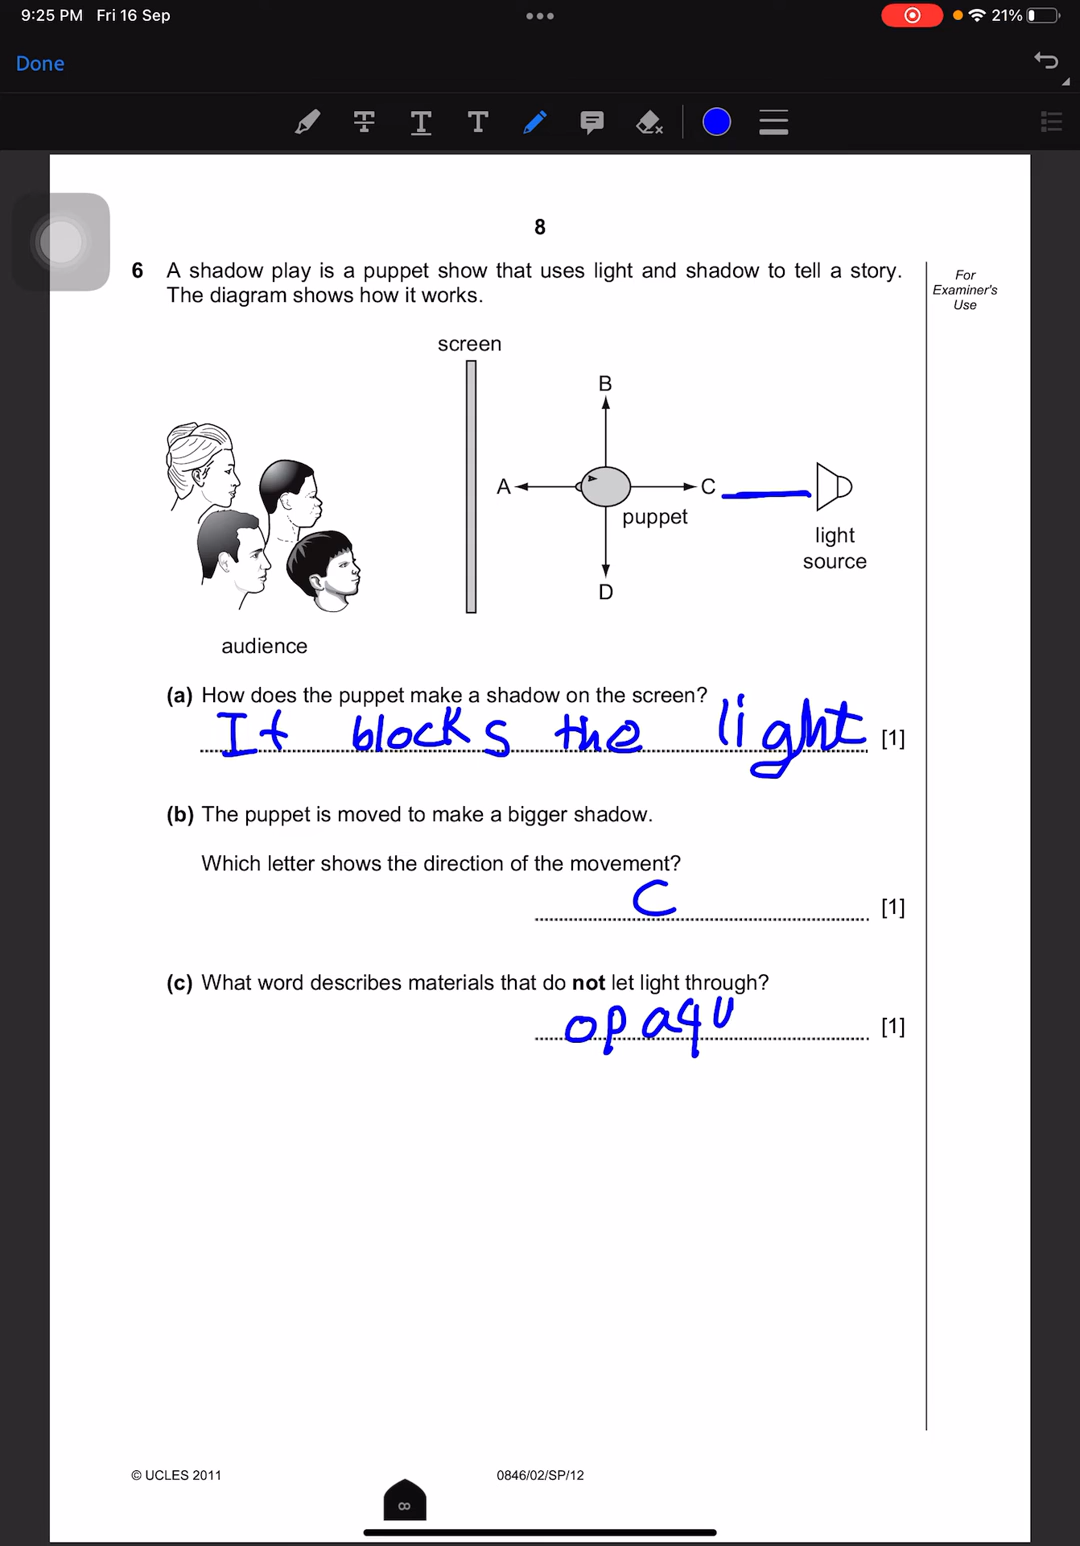 9:25 PM Fri 16 Sep
21%
Done
8
6 A shadow play is a puppet show that uses light and shadow to tell a story.
The diagram shows how it works.
For
Examiner's
Use
screen
B
A
C
puppet
light
source
D
audience
(a) How does the puppet make a shadow on the screen?
It blocks the light [1]
(b) The puppet is moved to make a bigger shadow.
Which letter shows the direction of the movement?
C [1]
(c) What word describes materials that do not let light through?
opaqu [1]
© UCLES 2011
0846/02/SP/12
8